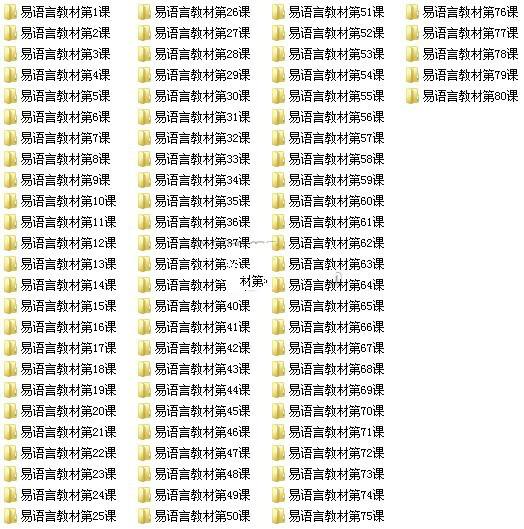 易语言教材第1课
易语言教材第2课
易语言教材第3课
易语言教材第4课
易语言教材第5课
易语言教材第6课
易语言教材第7课
易语言教材第8课
易语言教材第9课
易语言教材第10课
易语言教材第11课
易语言教材第12课
易语言教材第13课
易语言教材第14课
易语言教材第15课
易语言教材第16课
易语言教材第17课
易语言教材第18课
易语言教材第19课
易语言教材第20课
易语言教材第21课
易语言教材第22课
易语言教材第23课
易语言教材第24课
易语言教材第25课
易语言教材第26课
易语言教材第27课
易语言教材第28课
易语言教材第29课
易语言教材第30课
易语言教材第31课
易语言教材第32课
易语言教材第33课
易语言教材第34课
易语言教材第35课
易语言教材第36课
易语言教材第37课
易语言教材第 课
易语言教材第
材第
易语言教材第40课
易语言教材第41课
易语言教材第42课
易语言教材第43课
易语言教材第44课
易语言教材第45课
易语言教材第46课
易语言教材第47课
易语言教材第48课
易语言教材第49课
易语言教材第50课
易语言教材第51课
易语言教材第52课
易语言教材第53课
易语言教材第54课
易语言教材第55课
易语言教材第56课
易语言教材第57课
易语言教材第58课
易语言教材第59课
易语言教材第60课
易语言教材第61课
易语言教材第62课
易语言教材第63课
易语言教材第64课
易语言教材第65课
易语言教材第66课
易语言教材第67课
易语言教材第68课
易语言教材第69课
易语言教材第70课
易语言教材第71课
易语言教材第72课
易语言教材第73课
易语言教材第74课
易语言教材第75课
易语言教材第76课
易语言教材第77课
易语言教材第78课
易语言教材第79课
易语言教材第80课